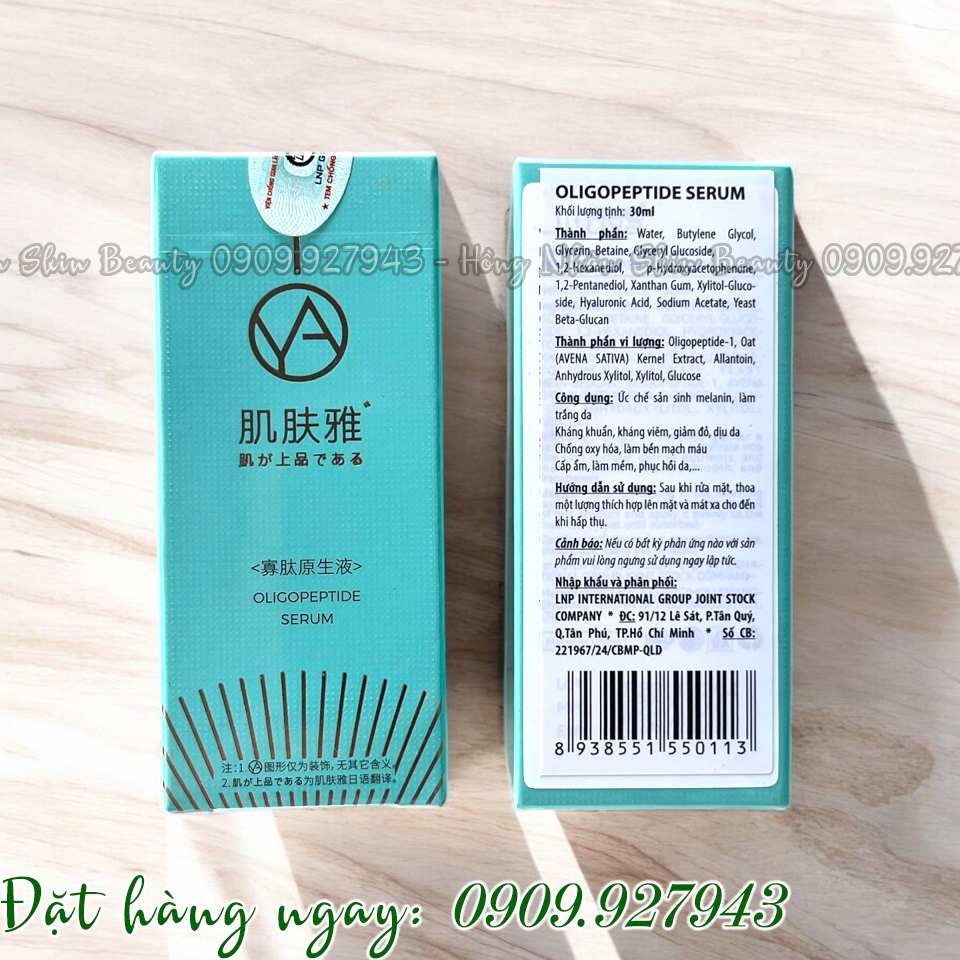 LNP G
TEM CHỐNG
YA
肌肤雅
肌が上品である
<寡肽原生液>
OLIGOPEPTIDE
SERUM
注:1.YA图形仅为装饰,无其它含义。
2.肌が上品である为肌肤雅日语翻译。
OLIGOPEPTIDE SERUM
Khối lượng tịnh: 30ml
Thành phần: Water, Butylene Glycol,
Glycerin, Betaine, Glyceryl Glucoside,
1,2-Hexanediol, p-Hydroxyacetophenone,
1,2-Pentanediol, Xanthan Gum, Xylitol-Gluco-
side, Hyaluronic Acid, Sodium Acetate, Yeast
Beta-Glucan
Thành phần vi lượng: Oligopeptide-1, Oat
(AVENA SATIVA) Kernel Extract, Allantoin,
Anhydrous Xylitol, Xylitol, Glucose
Công dụng: Ức chế sản sinh melanin, làm
trắng da
Kháng khuẩn, kháng viêm, giảm đỏ, dịu da
Chống oxy hóa, làm bền mạch máu
Cấp ẩm, làm mềm, phục hồi da,...
Hướng dẫn sử dụng: Sau khi rửa mặt, thoa
một lượng thích hợp lên mặt và mát xa cho đến
khi hấp thụ.
Cảnh báo: Nếu có bất kỳ phản ứng nào với sản
phẩm vui lòng ngưng sử dụng ngay lập tức.
Nhập khẩu và phân phối:
LNP INTERNATIONAL GROUP JOINT STOCK
COMPANY * ĐC: 91/12 Lê Sát, P.Tân Quý,
Q.Tân Phú, TP.Hồ Chí Minh * Số CB:
221967/24/CBMP-QLD
8 938551 550113
Shin Beauty 0909.927943 - Hồng Nhân Shin Beauty 0909.927
Đặt hàng ngay: 0909.927943